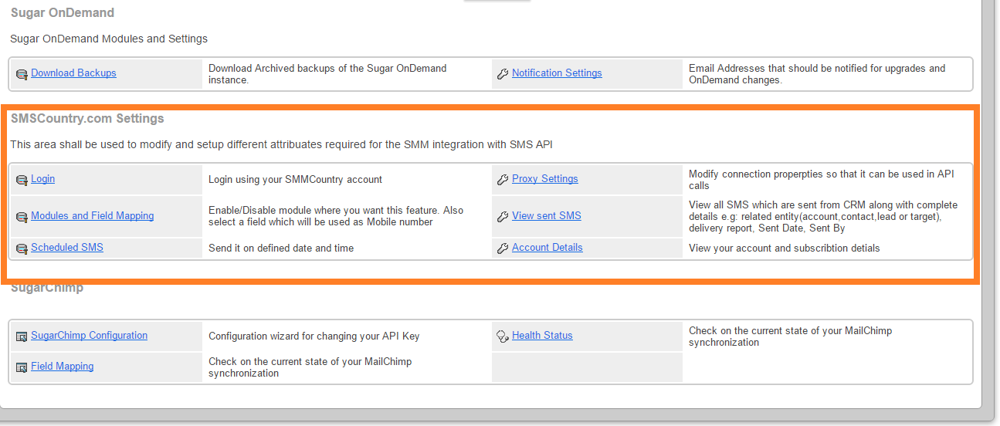 Sugar OnDemand
Sugar OnDemand Modules and Settings
Download Backups
Download Archived backups of the Sugar OnDemand
instance.
Notification Settings
Email Addresses that should be notified for upgrades and
OnDemand changes.
SMSCountry.com Settings
This area shall be used to modify and setup different attribuates required for the SMM integration with SMS API
Login
Login using your SMMCountry account
Proxy Settings
Modify connection properpties so that it can be used in API
calls
Modules and Field Mapping
Enable/Disable module where you want this feature. Also
select a field which will be used as Mobile number
View sent SMS
View all SMS which are sent from CRM along with complete
details e.g: related entity(account,contact,lead or target),
delivery report, Sent Date, Sent By
Scheduled SMS
Send it on defined date and time
Account Details
View your account and subscribtion detials
SugarChimp
SugarChimp Configuration
Configuration wizard for changing your API Key
Health Status
Check on the current state of your MailChimp
synchronization
Field Mapping
Check on the current state of your MailChimp
synchronization